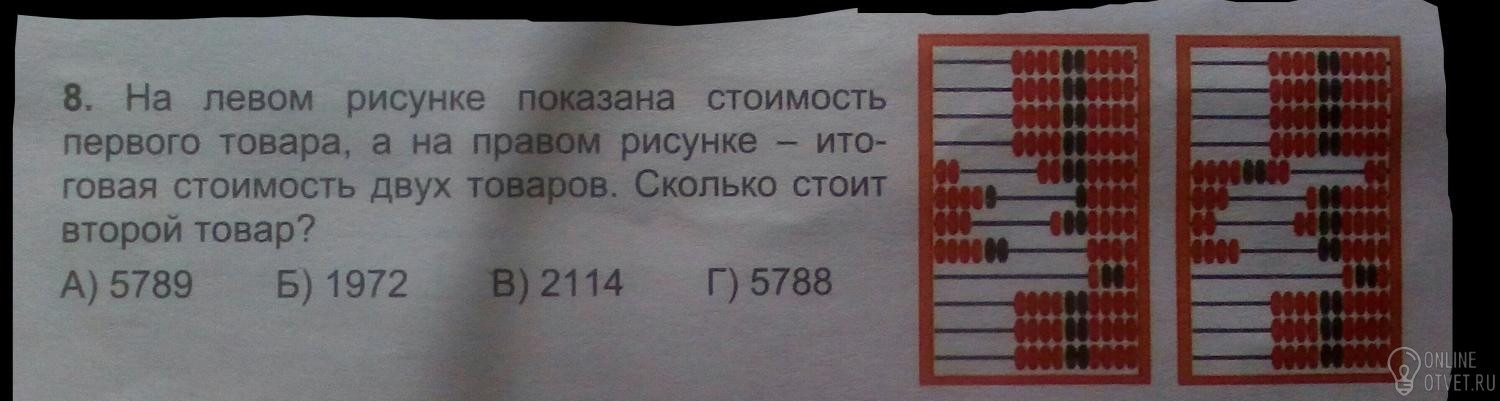 8. На левом рисунке показана стоимость
первого товара, а на правом рисунке – ито-
говая стоимость двух товаров. Сколько стоит
второй товар?
А) 5789 Б) 1972 В) 2114 Г) 5788
ONLINE
OTVET.RU